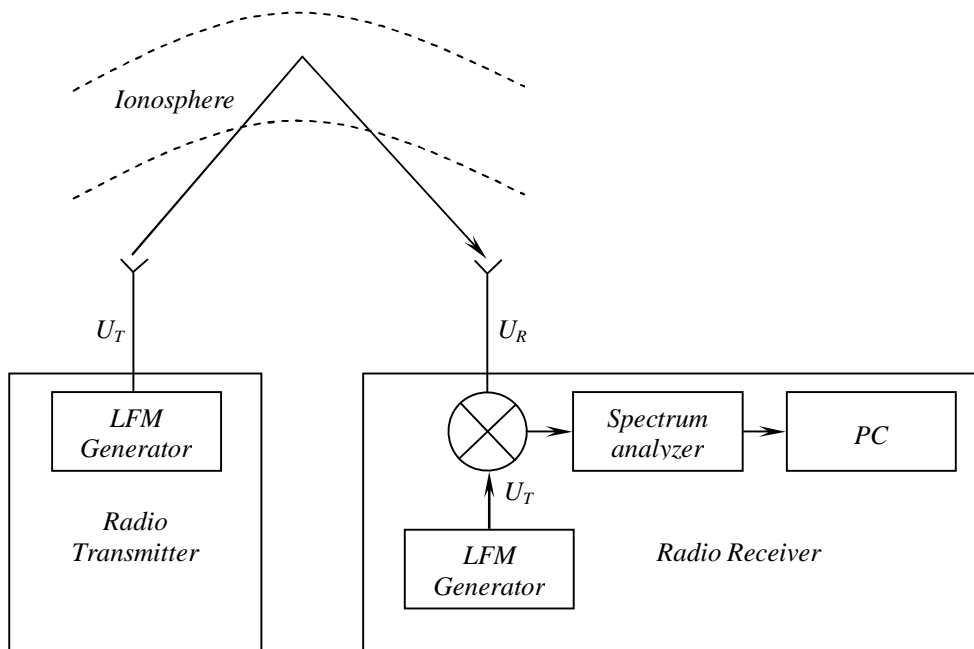 Ionosphere
U_T
U_R
LFM
Generator
Radio
Transmitter
Spectrum
analyzer
PC
U_T
LFM
Generator
Radio Receiver